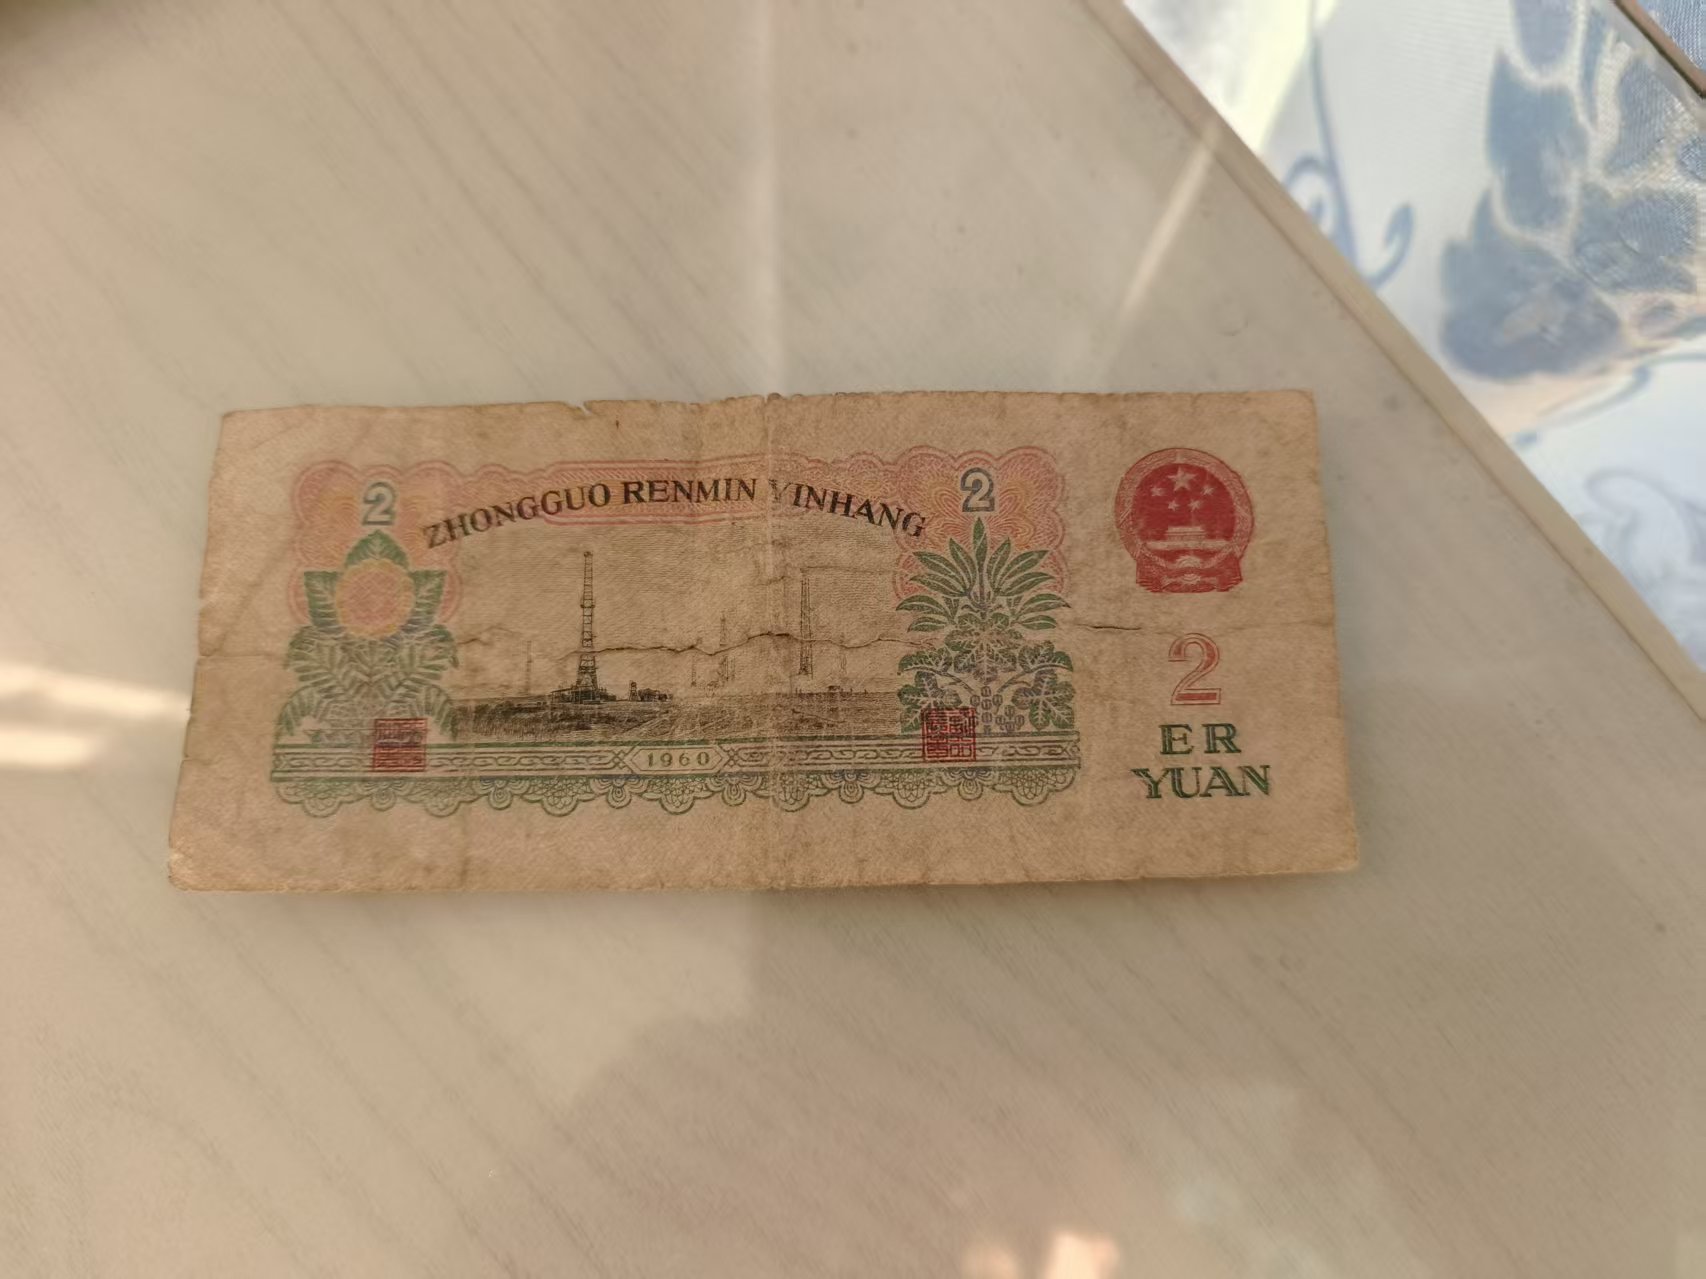 2
ZHONGGUO RENMIN YINHANG
2
2
ER
YUAN
1960